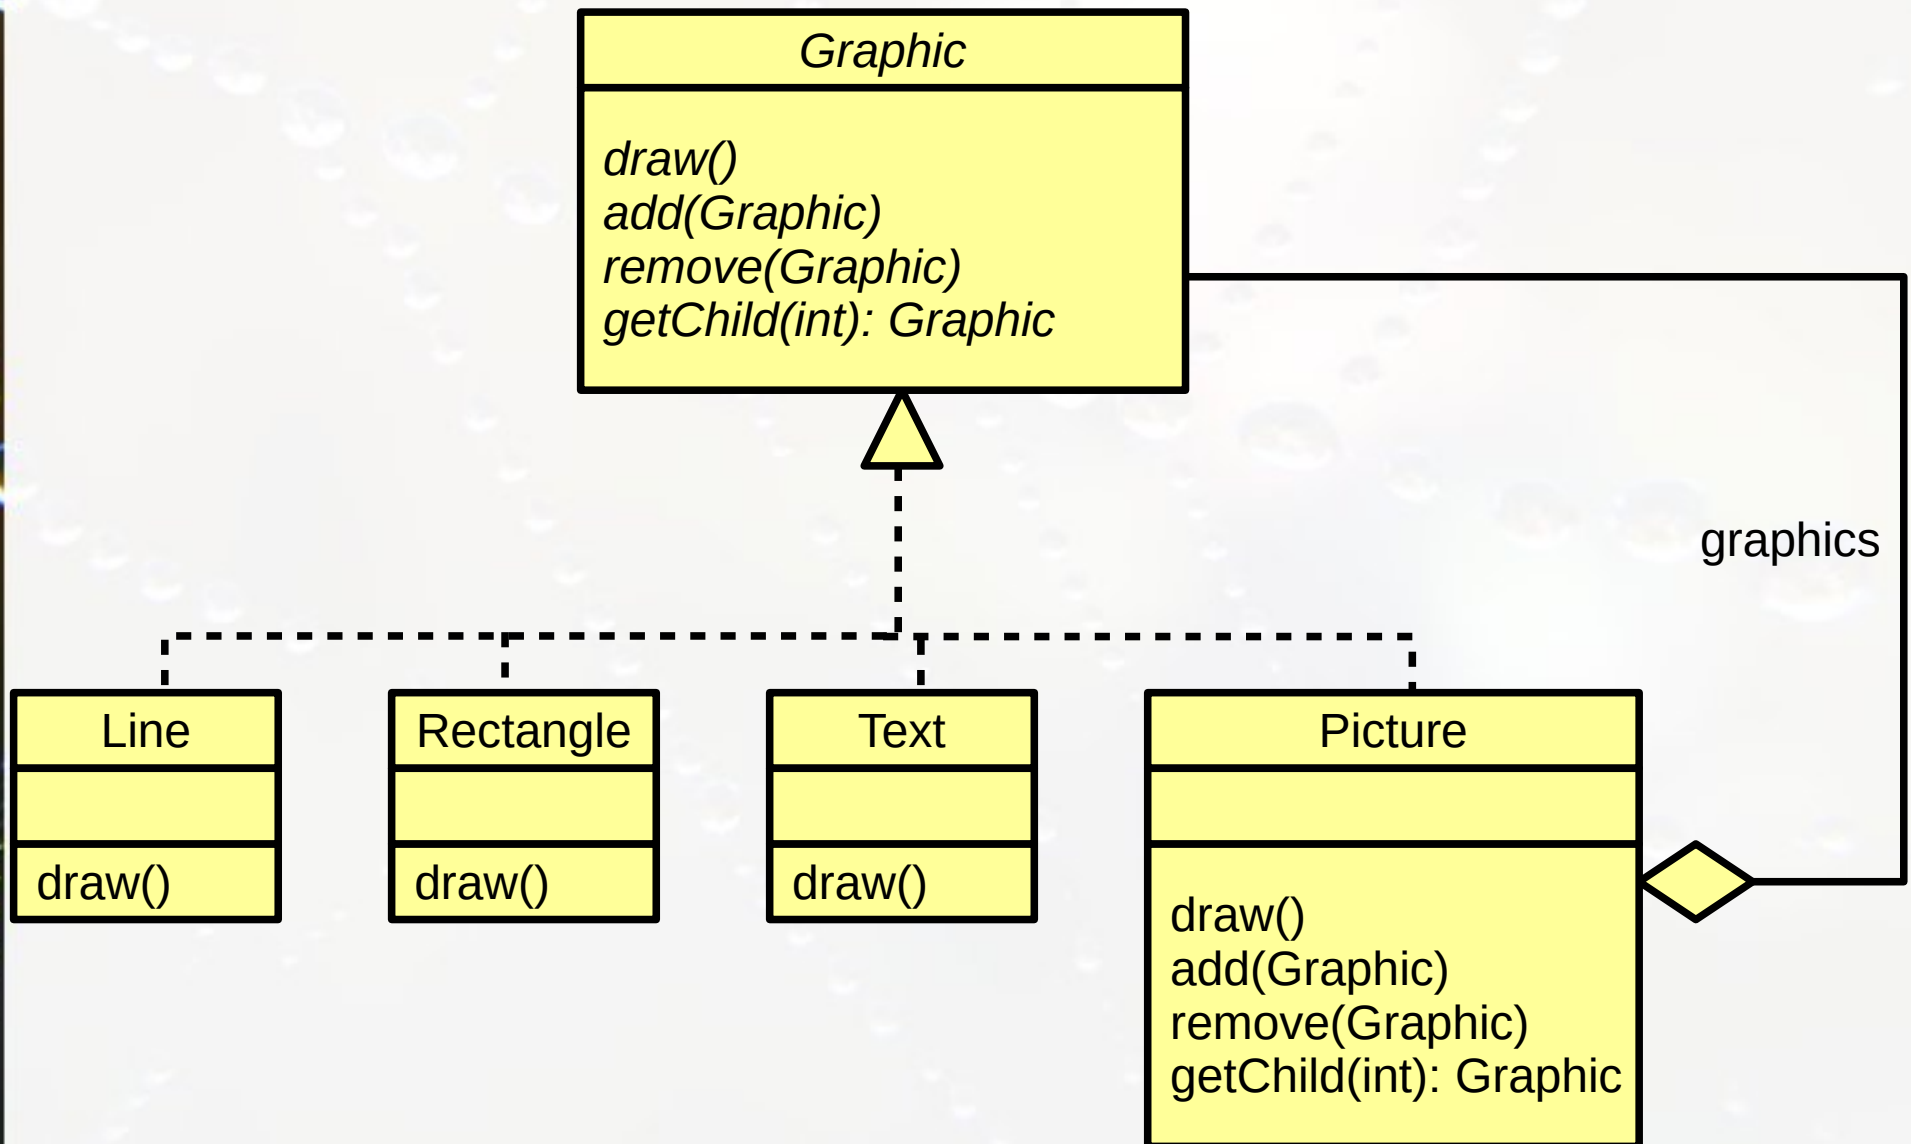 Graphic
draw()
add(Graphic)
remove(Graphic)
getChild(int): Graphic
graphics
Line
draw()
Rectangle
draw()
Text
draw()
Picture
draw()
add(Graphic)
remove(Graphic)
getChild(int): Graphic